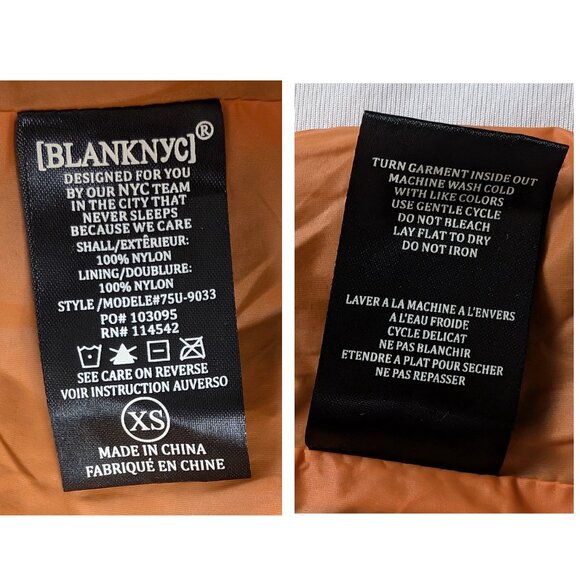 [BLANKNYC]®
DESIGNED FOR YOU
BY OUR NYC TEAM
IN THE CITY THAT
NEVER SLEEPS
BECAUSE WE CARE
SHALL/EXTÊRIEUR:
100% NYLON
LINING/DOUBLURE:
100% NYLON
STYLE /MODELE#75U-9033
PO# 103095
RN# 114542
SEE CARE ON REVERSE
VOIR INSTRUCTION AUVERSO
XS
MADE IN CHINA
FABRIQUÉ EN CHINE
TURN GARMENT INSIDE OUT
MACHINE WASH COLD
WITH LIKE COLORS
USE GENTLE CYCLE
DO NOT BLEACH
LAY FLAT TO DRY
DO NOT IRON
LAVER A LA MACHINE A L'ENVERS
A L'EAU FROIDE
CYCLE DELICAT
NE PAS BLANCHIR
ETENDRE A PLAT POUR SECHER
NE PAS REPASSER